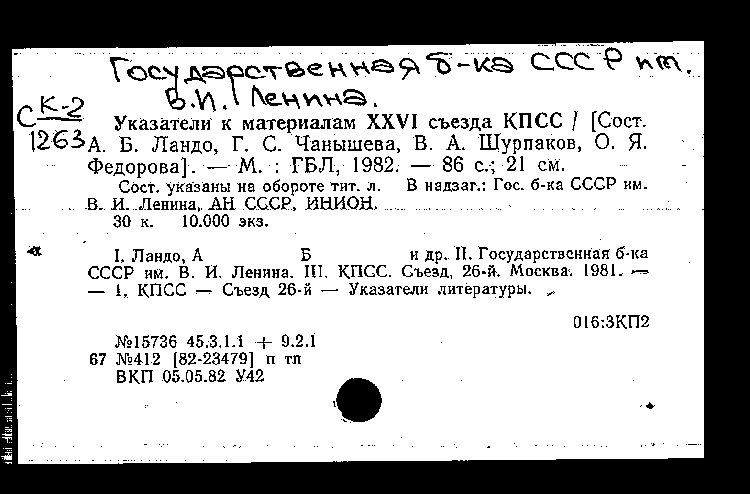 Государственная б-ка СССР им.
В.И. Ленина.
С К-2
1263
Указатели к материалам XXVI съезда КПСС / [Сост.
А. Б. Ландо, Г. С. Чанышева, В. А. Шурпаков, О. Я.
Федорова]. — М. : ГБЛ, 1982. — 86 с.; 21 см.
Сост. указаны на обороте тит. л. В надзаг.: Гос. б-ка СССР им.
В. И. Ленина, АН СССР, ИНИОН.
30 к. 10.000 экз.
I. Ландо, А Б и др. II. Государственная б-ка
СССР им. В. И. Ленина. III. КПСС. Съезд, 26-й. Москва. 1981. —
— 1. КПСС — Съезд 26-й — Указатели литературы.
016:3КП2
№15736 45.3.1.1 + 9.2.1
67 №412 [82-23479] п тл
ВКП 05.05.82 У42